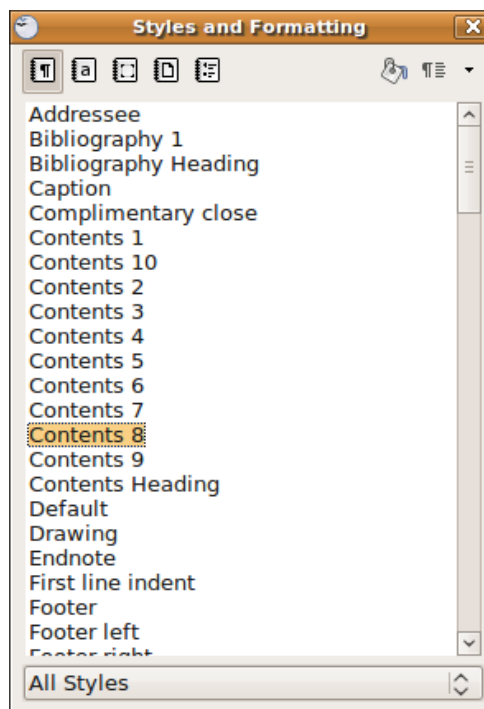 Styles and Formatting
Addressee
Bibliography 1
Bibliography Heading
Caption
Complimentary close
Contents 1
Contents 10
Contents 2
Contents 3
Contents 4
Contents 5
Contents 6
Contents 7
Contents 8
Contents 9
Contents Heading
Default
Drawing
Endnote
First line indent
Footer
Footer left
Footer right
All Styles